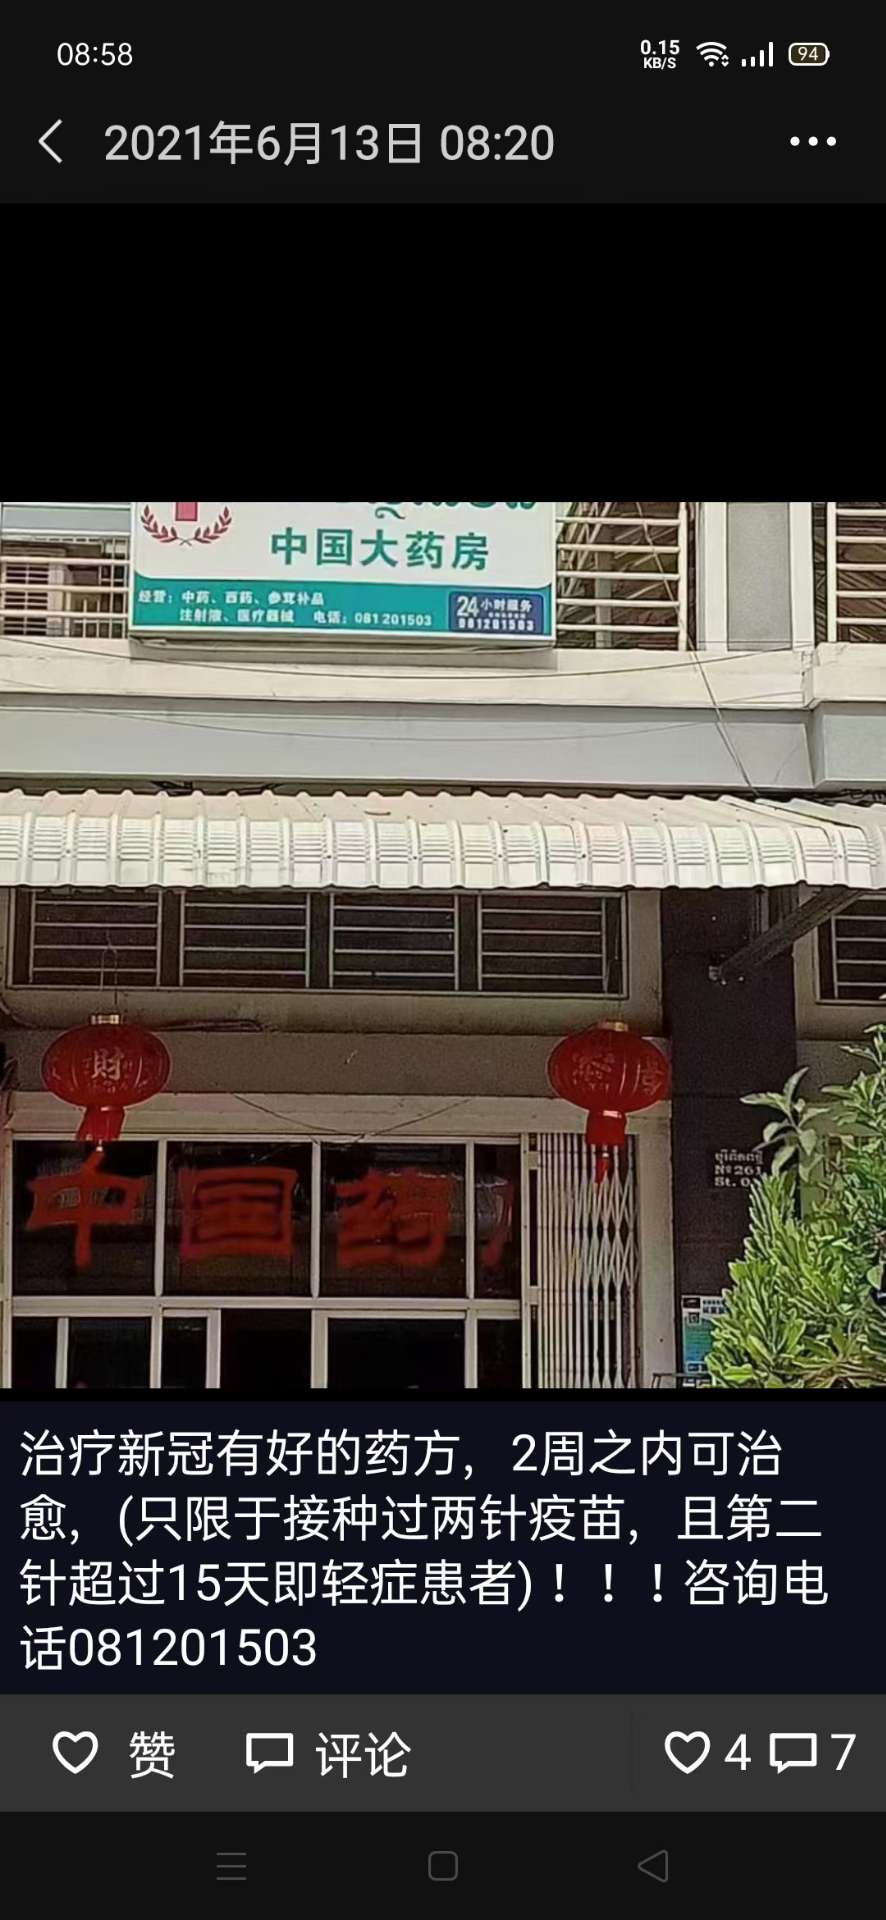 08:58
0.15
KB/S
94
2021年6月13日 08:20
中国大药房
经营：中药、西药、参茸补品
注射液、医疗器械 电话：081201503
24小时服务
081201503
財
中国药
Nº 261
治疗新冠有好的药方，2周之内可治
愈，(只限于接种过两针疫苗，且第二
针超过15天即轻症患者)！！！咨询电
话081201503
赞
评论
4
7